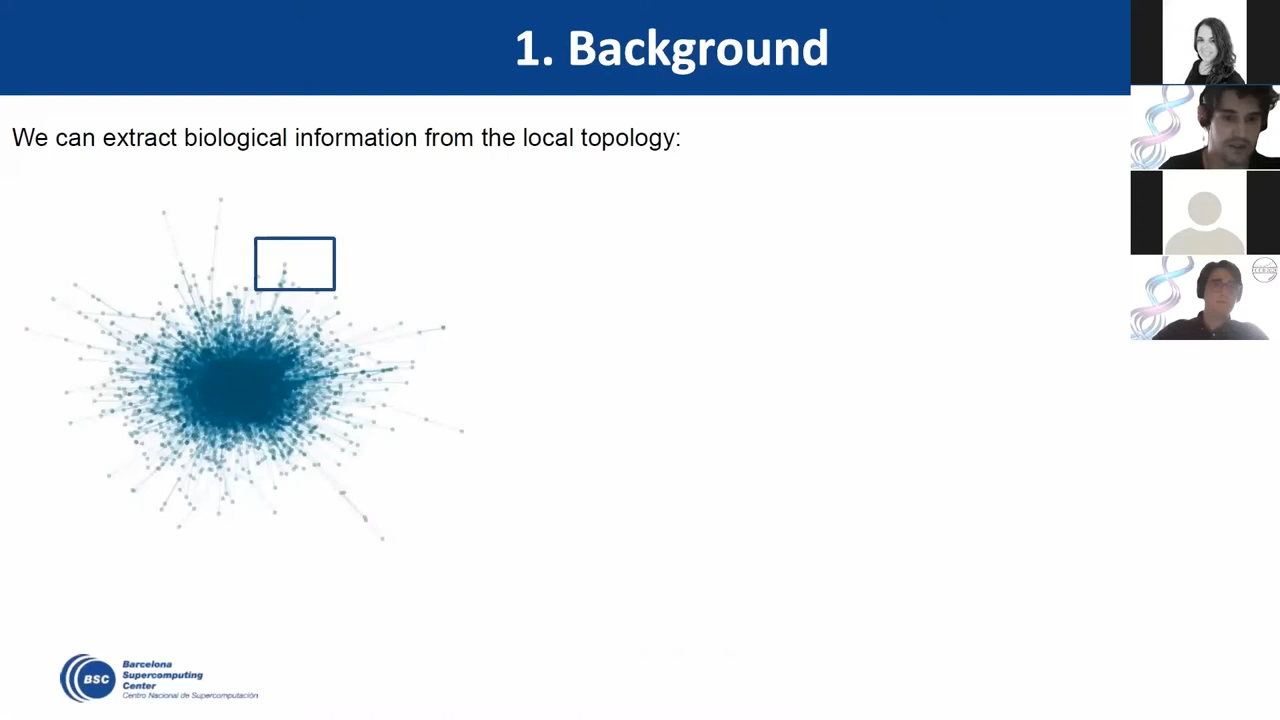 1. Background
We can extract biological information from the local topology:
BSC
Barcelona
Supercomputing
Center
Centro Nacional de Supercomputación